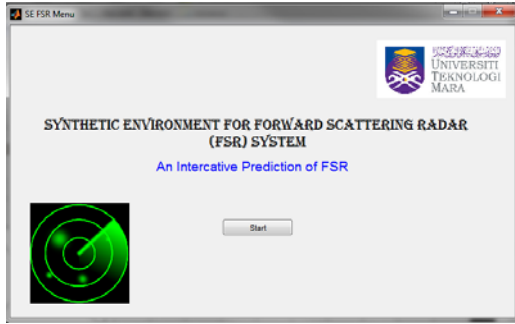 SE FSR Menu
UNIVERSITI
TEKNOLOGI
MARA
SYNTHETIC ENVIRONMENT FOR FORWARD SCATTERING RADAR
(FSR) SYSTEM
An Intercative Prediction of FSR
Start